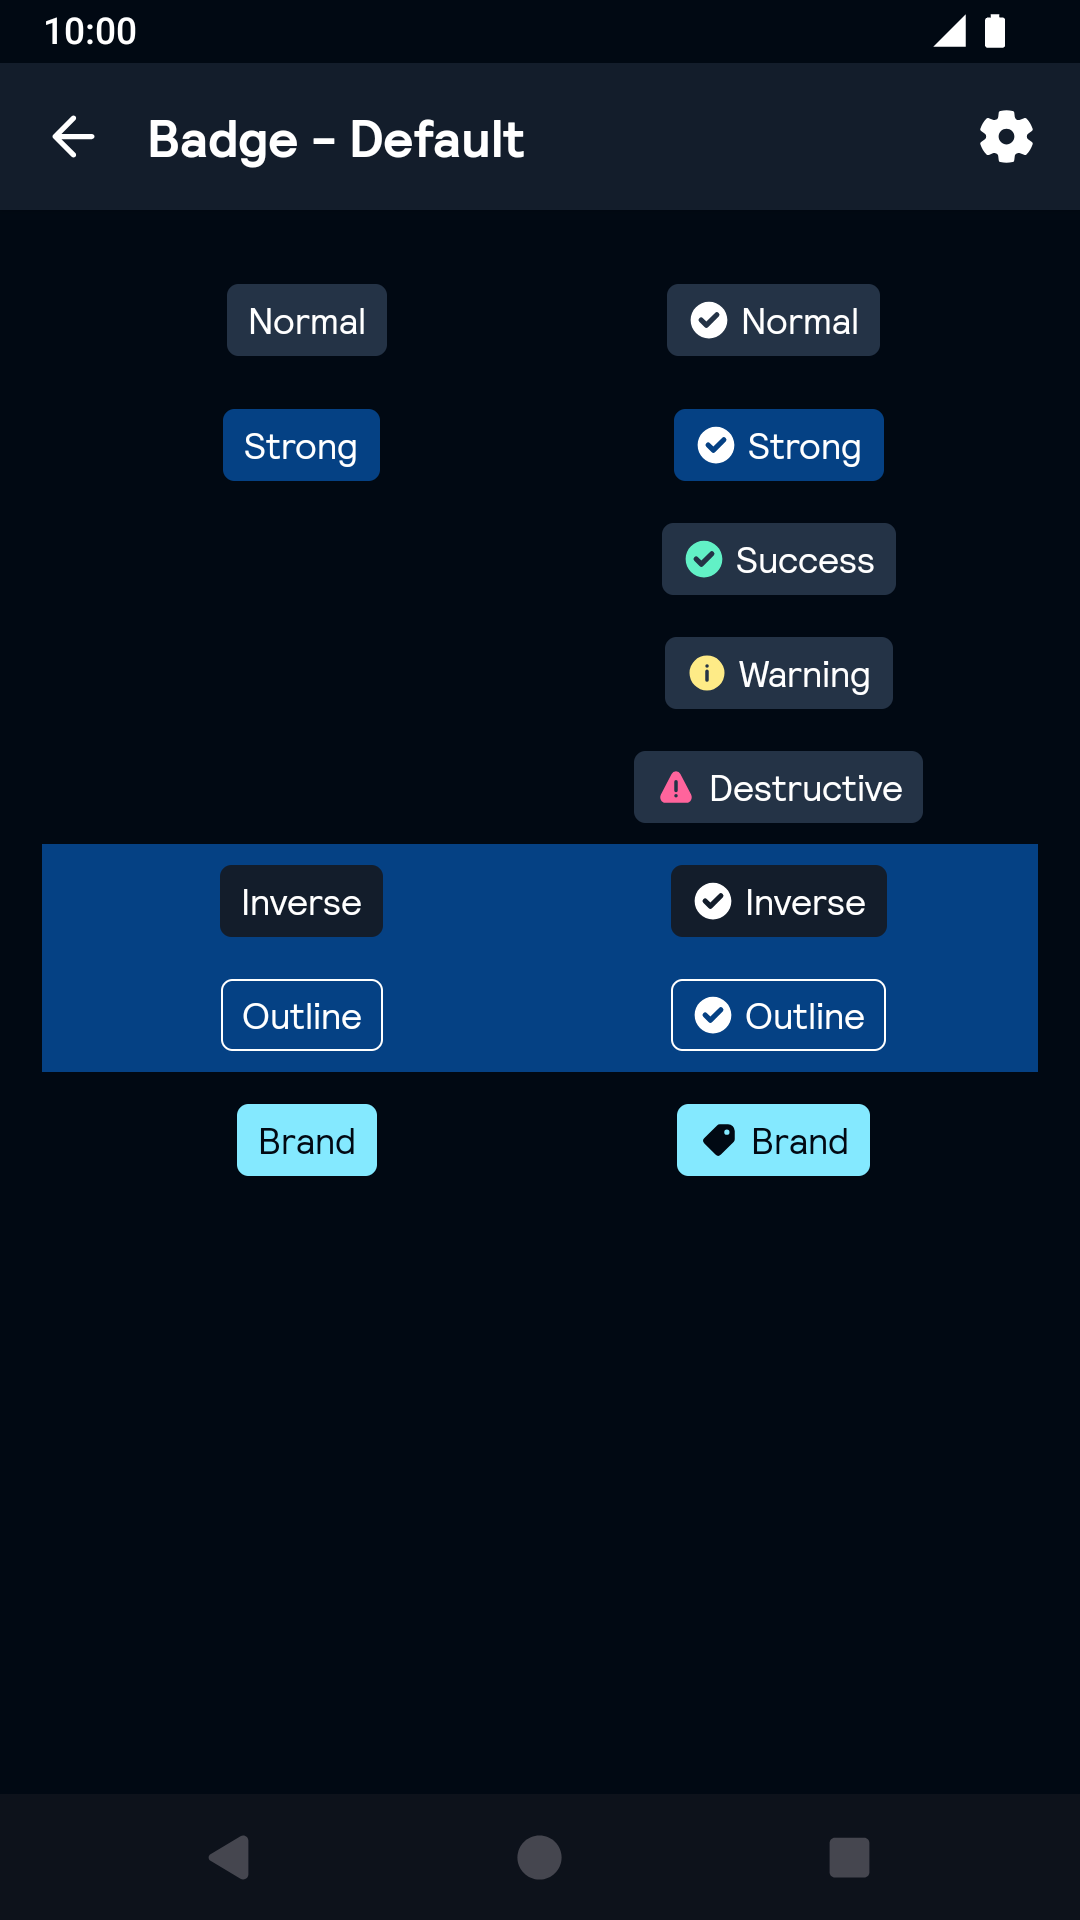 10:00
Badge - Default
Normal Normal
Strong Strong
Success
Warning
Destructive
Inverse Inverse
Outline Outline
Brand Brand